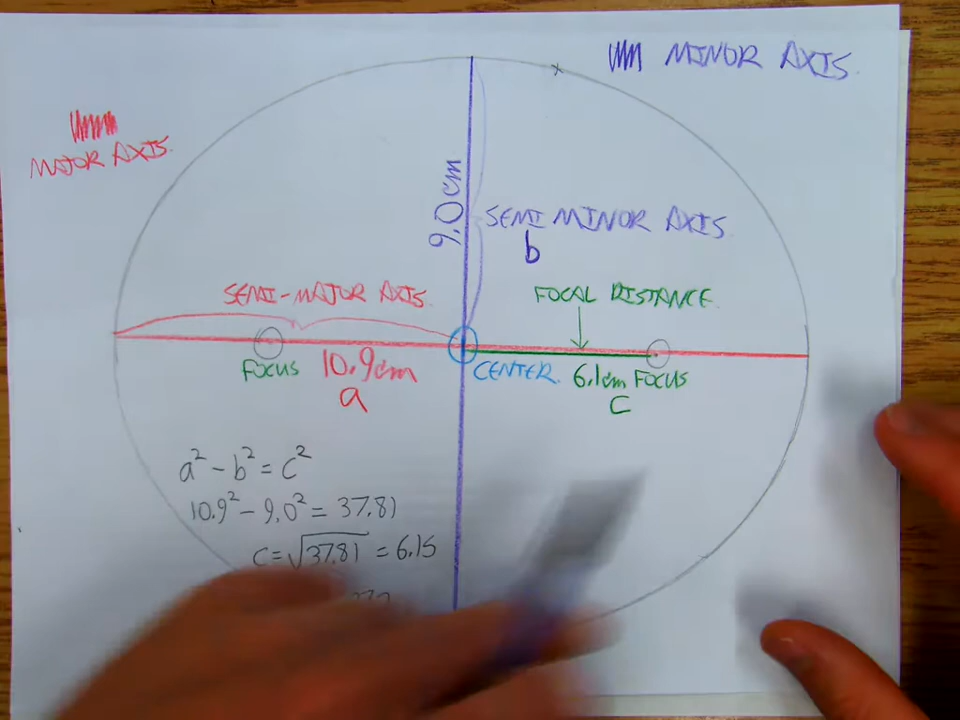 MINOR AXIS
MAJOR AXIS
9.0cm
SEMI MINOR AXIS
b
SEMI-MAJOR AXIS
FOCAL DISTANCE
FOCUS
10.9cm
a
CENTER
6.1cm FOCUS
c
a² - b² = c²
10.9² - 9.0² = 37.81
c = √37.81 = 6.15